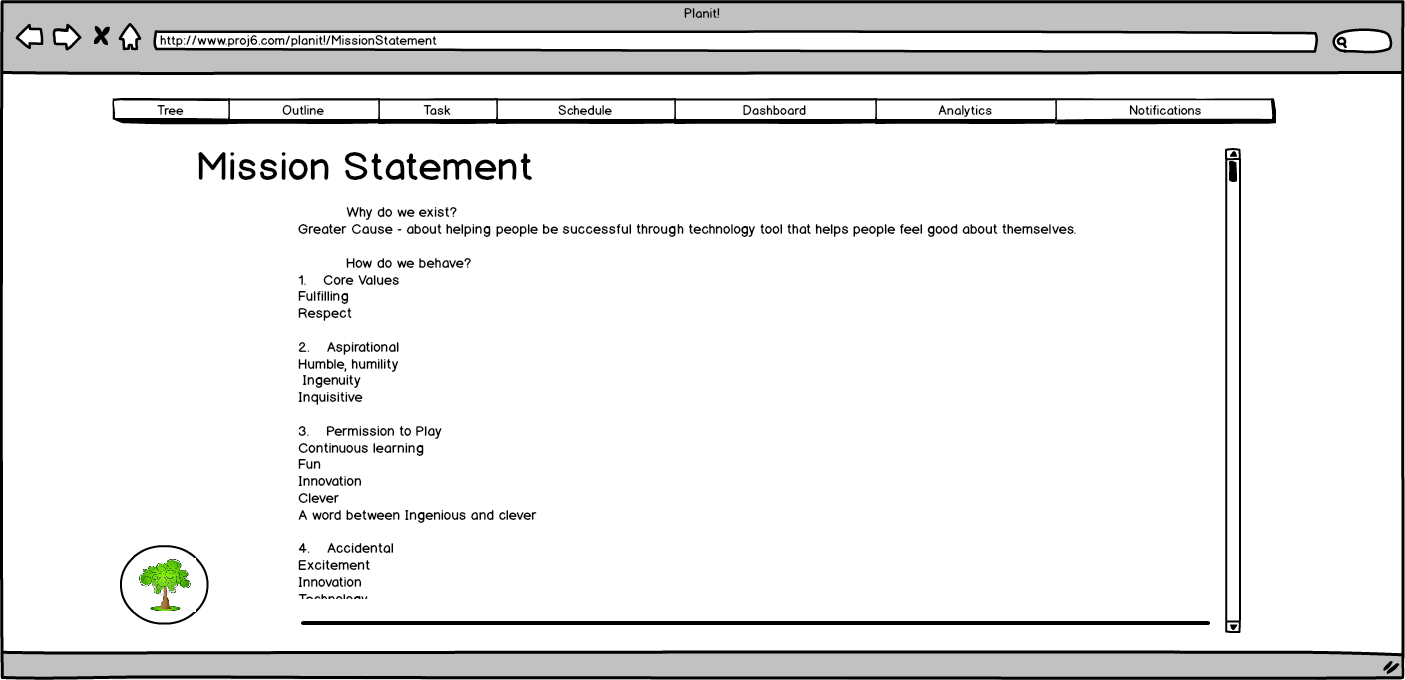 Planit!
http://www.proj6.com/planit!/MissionStatement
Tree Outline Task Schedule Dashboard Analytics Notifications
Mission Statement
Why do we exist?
Greater Cause - about helping people be successful through technology tool that helps people feel good about themselves.
How do we behave?
1. Core Values
Fulfilling
Respect
2. Aspirational
Humble, humility
Ingenuity
Inquisitive
3. Permission to Play
Continuous learning
Fun
Innovation
Clever
A word between Ingenious and clever
4. Accidental
Excitement
Innovation
Technology